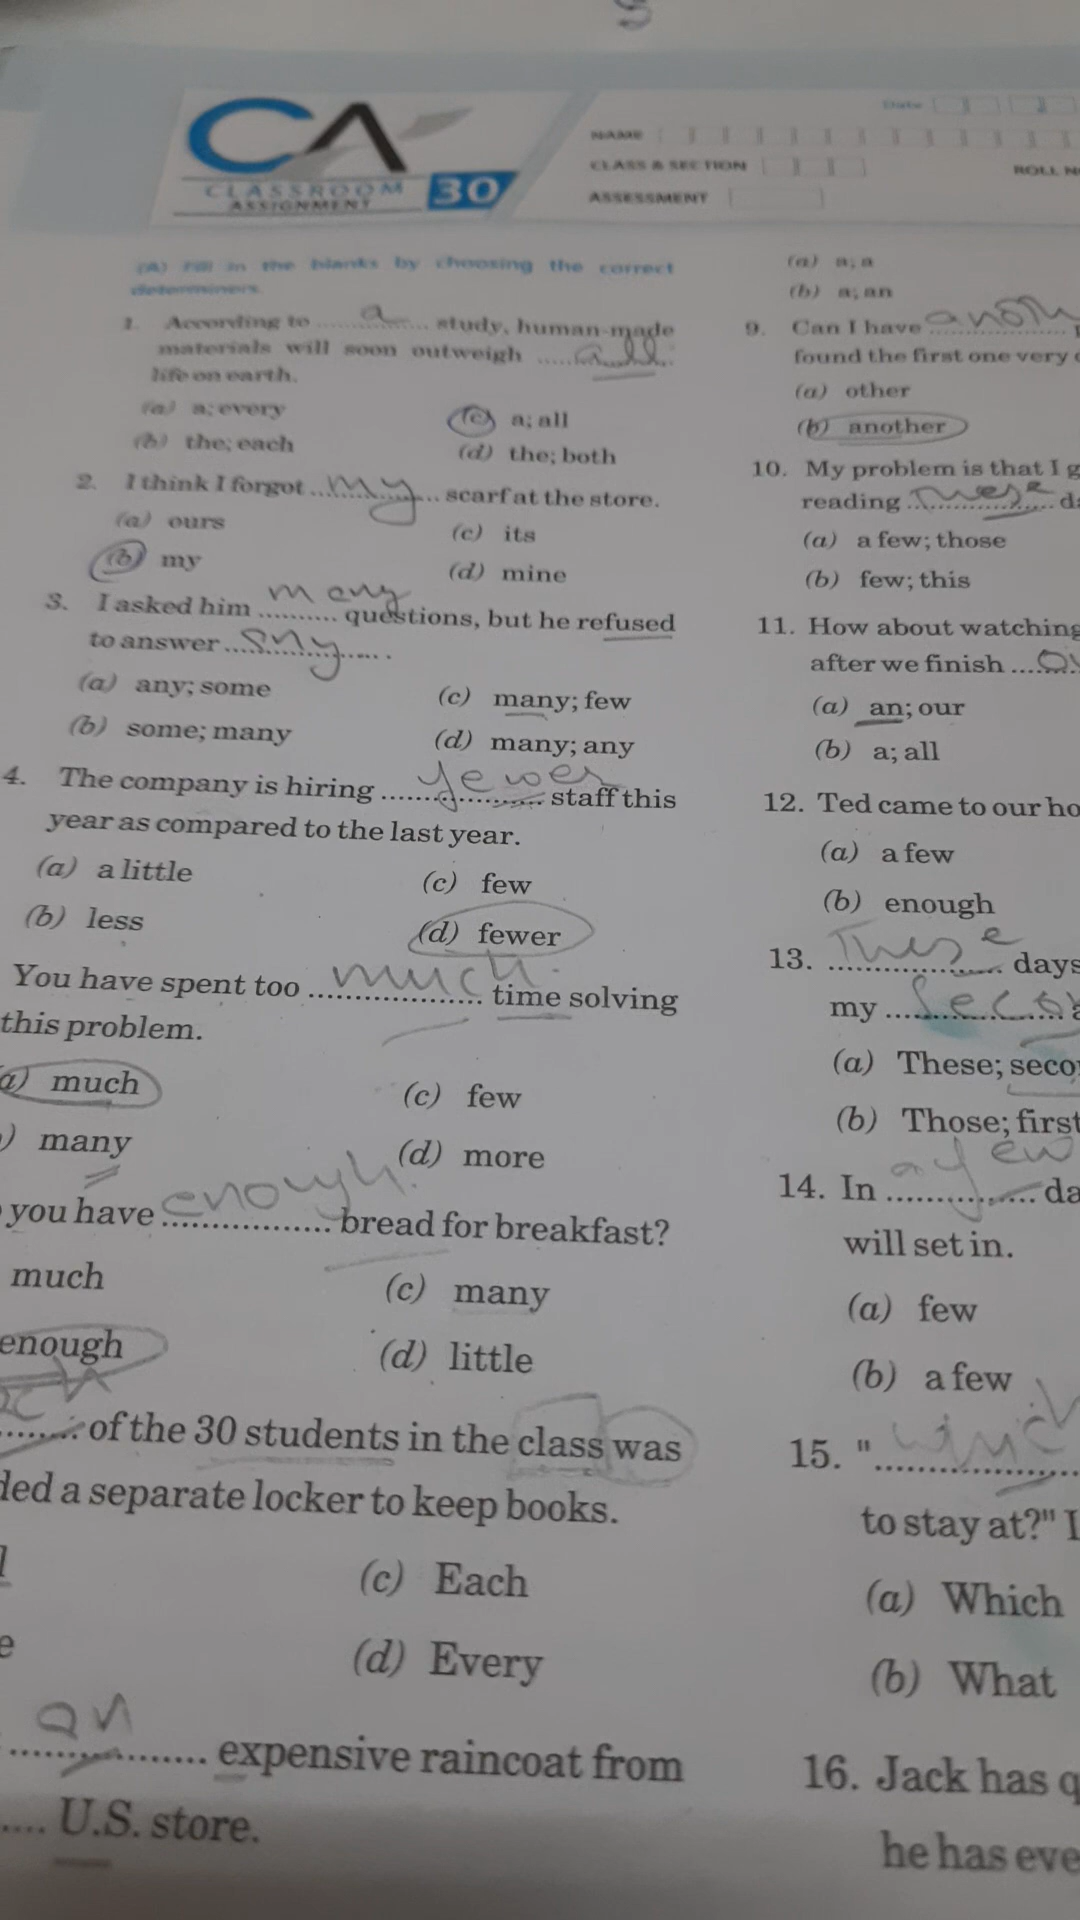 CA
CLASSROOM
ASSIGNMENT
30
Date
NAME
CLASS & SECTION
ROLL
ASSESSMENT
(A) Fill in the blanks by choosing the correct
determiners.
1. According to a study, human-made
materials will soon outweigh all
life on earth.
(a) a; every
(c) a; all
(b) the; each
(d) the; both
2. I think I forgot my scarf at the store.
(a) ours
(c) its
(b) my
(d) mine
3. I asked him many questions, but he refused
to answer
(a) any; some
(c) many; few
(b) some; many
(d) many; any
4. The company is hiring fewer staff this
year as compared to the last year.
(a) a little
(c) few
(b) less
(d) fewer
You have spent too much time solving
this problem.
(a) much
(c) few
many
(d) more
you have enough bread for breakfast?
much
(c) many
enough
(d) little
of the 30 students in the class was
a separate locker to keep books.
(c) Each
(d) Every
an expensive raincoat from
U.S. store.
(a) a; a
(b) a; an
9. Can I have
found the first one very
(a) other
(b) another
10. My problem is that I
reading these
(a) a few; those
(b) few; this
11. How about watching
after we finish
(a) an; our
(b) a; all
12. Ted came to our
(a) a few
(b) enough
13. These days
my
(a) These;
(b) Those; first
14. In a few
will set in.
(a) few
(b) a few
15. "
to stay at?"
(a) Which
(b) What
16. Jack has
he has